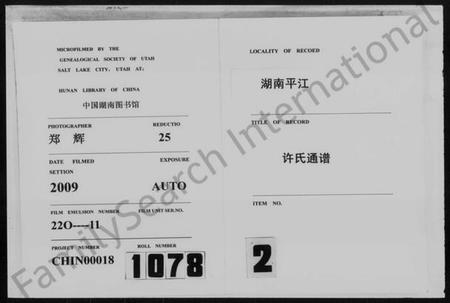 MICROFILMED BY THE
GENEALOGICAL SOCIETY OF UTAH
SALT LAKE CITY, UTAH AT:
HUNAN LIBRARY OF CHINA
中国湖南图书馆
PHOTOGRAPHER REDUCTIO
郑 辉 25
DATE FILMED EXPOSURE
SETTION
2009 AUTO
FILM EMULSION NUMBER FILM UNIT SER.NO.
22O----11
PROJECT NUMBER ROLL NUMBER
CHIN00018 1078
LOCALITY OF RECOED
湖南平江
TITLE OF RECORD
许氏通谱
ITEM NO.
2
FamilySearch International